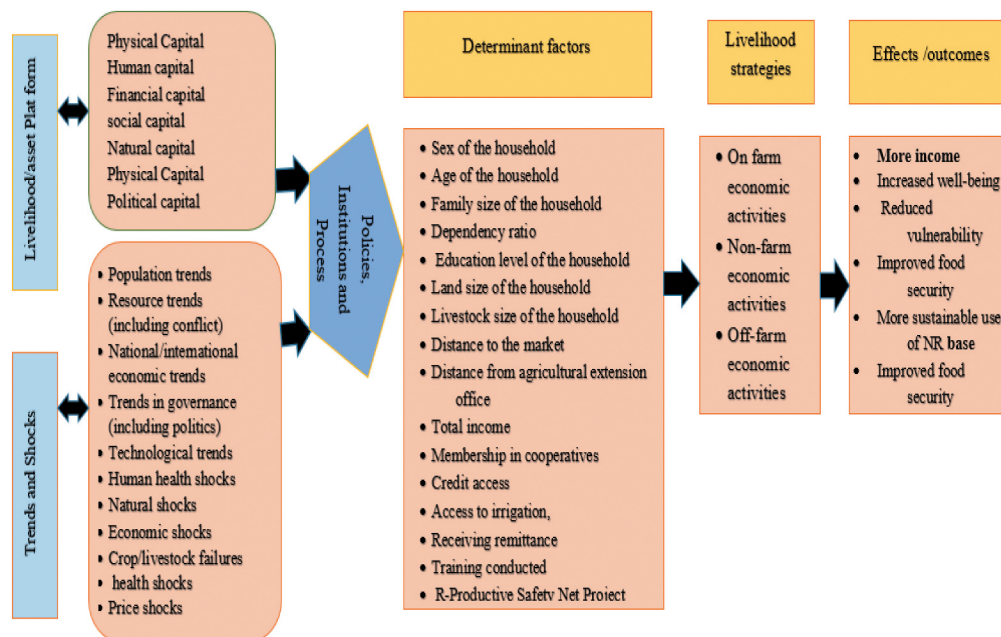 Livelihood/asset Plat form
Physical Capital
Human capital
Financial capital
social capital
Natural capital
Physical Capital
Political capital
Trends and Shocks
Population trends
Resource trends
(including conflict)
National/international
economic trends
Trends in governance
(including politics)
Technological trends
Human health shocks
Natural shocks
Economic shocks
Crop/livestock failures
health shocks
Price shocks
Policies,
Institutions and
Process
Determinant factors
Sex of the household
Age of the household
Family size of the household
Dependency ratio
Education level of the household
Land size of the household
Livestock size of the household
Distance to the market
Distance from agricultural extension
office
Total income
Membership in cooperatives
Credit access
Access to irrigation,
Receiving remittance
Training conducted
R-Productive Safety Net Project
Livelihood
strategies
On farm
economic
activities
Non-farm
economic
activities
Off-farm
economic
activities
Effects /outcomes
More income
Increased well-being
Reduced
vulnerability
Improved food
security
More sustainable use
of NR base
Improved food
security